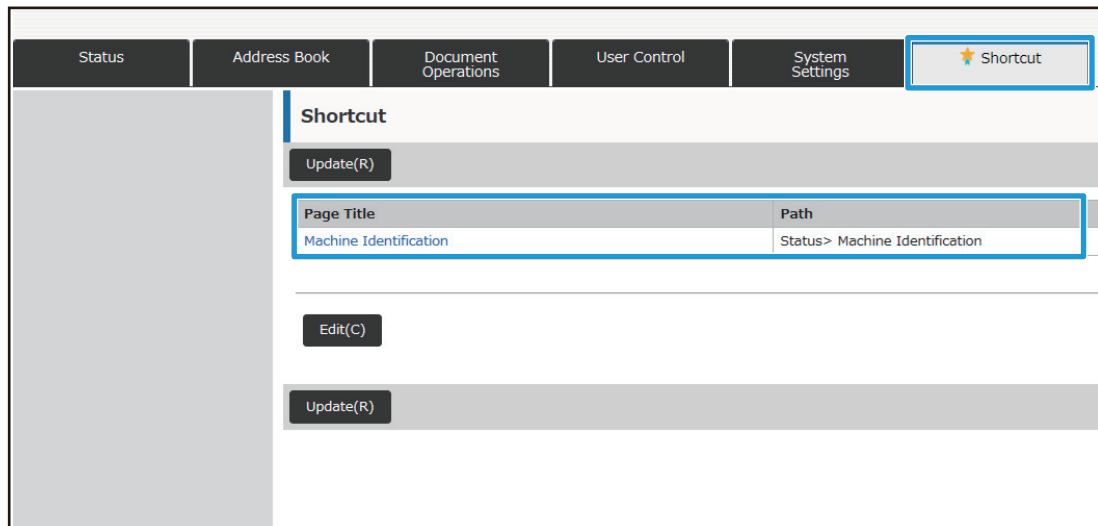 Status Address Book Document Operations User Control System Settings Shortcut
Shortcut
Update(R)
Page Title Path
Machine Identification Status> Machine Identification
Edit(C)
Update(R)